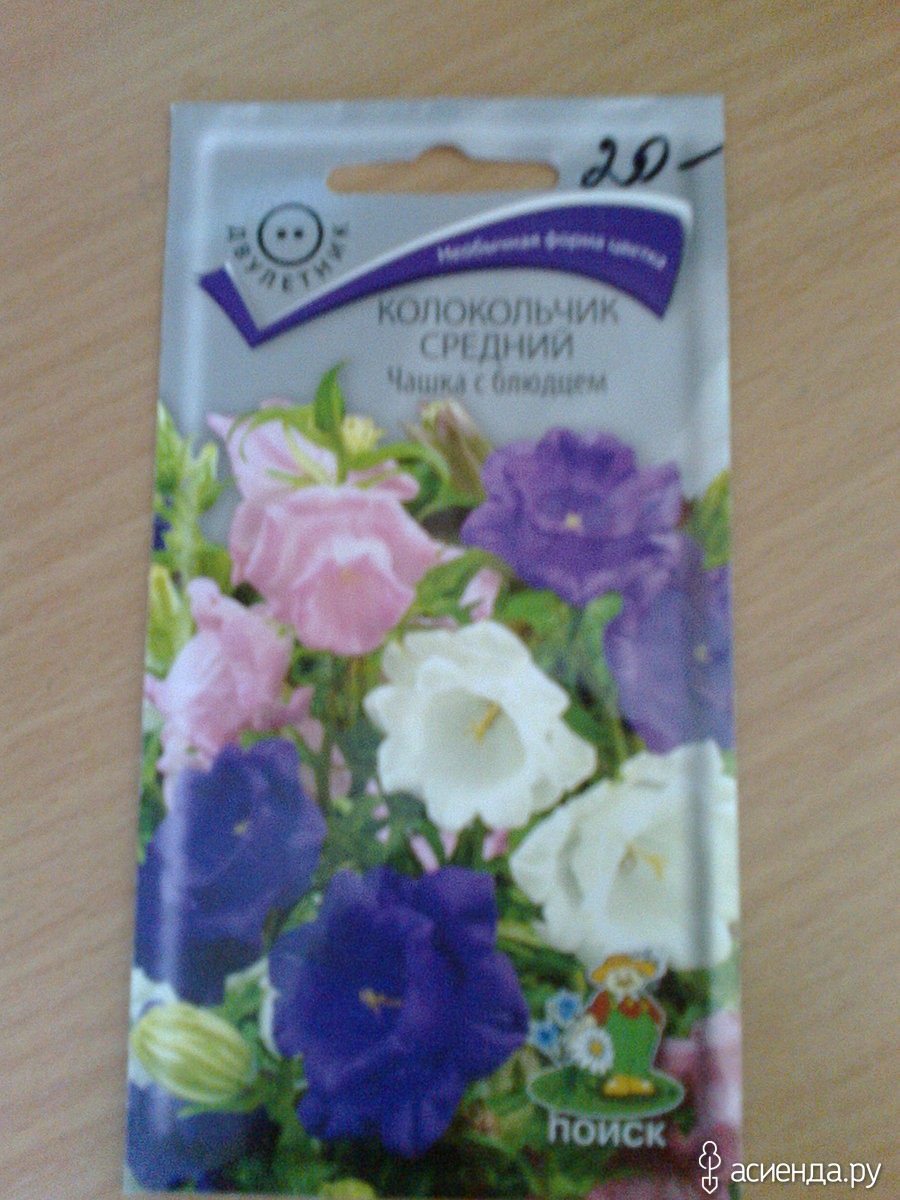 20-
ДВУЛЕТНИК
Необычная форма цветка
КОЛОКОЛЬЧИК
СРЕДНИЙ
Чашка с блюдцем
ПОИСК
асиенда.ру